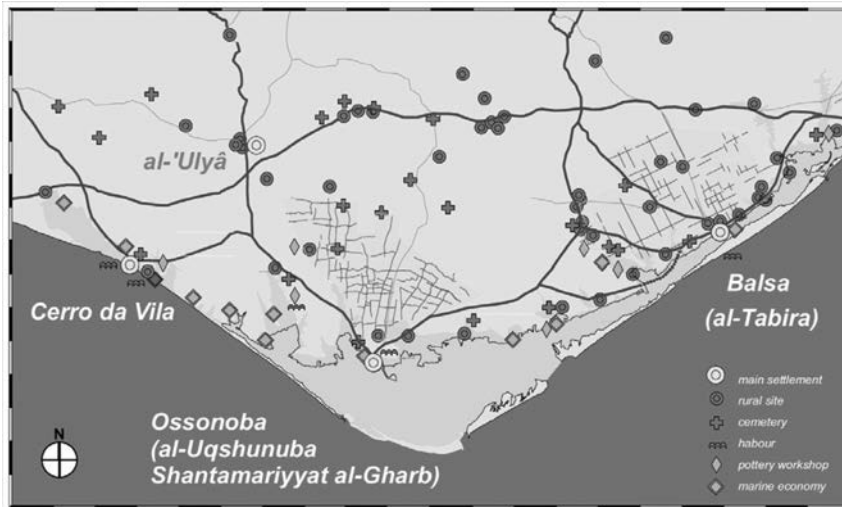 al-'Ulyâ
Cerro da Vila
Balsa
(al-Tabira)
Ossonoba
(al-Uqshunuba
Shantamariyyat al-Gharb)
N
main settlement
rural site
cemetery
habour
pottery workshop
marine economy